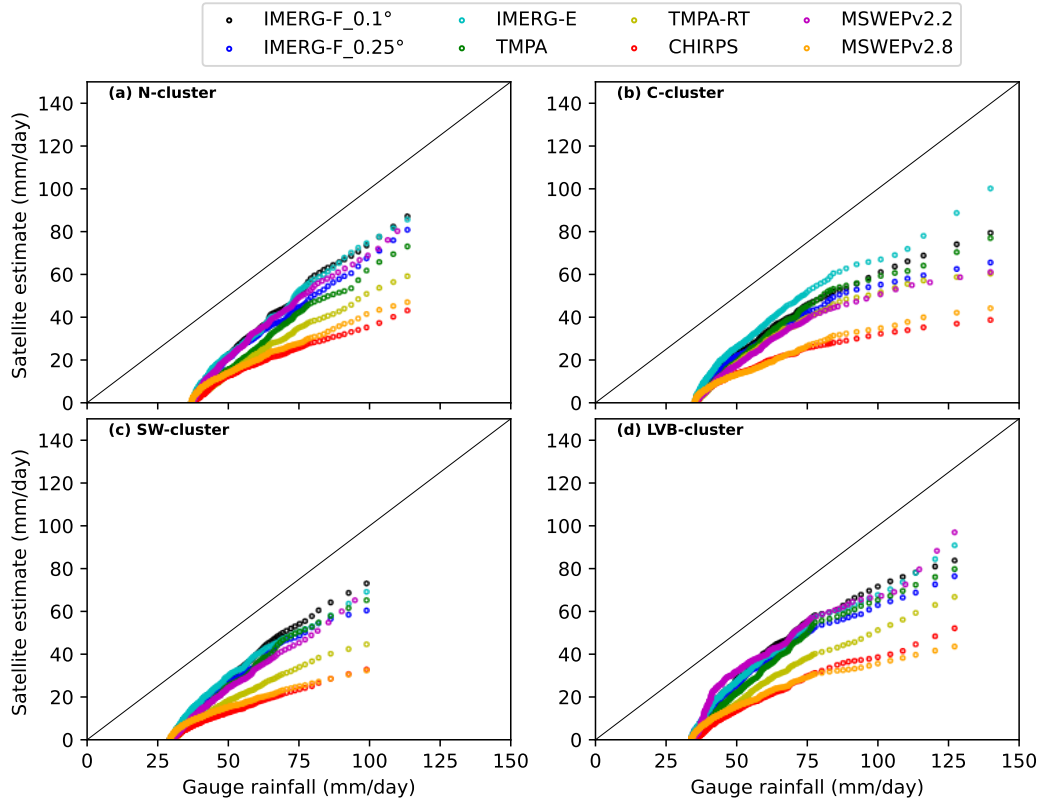 IMERG-F_0.1° IMERG-E TMPA-RT MSWEPv2.2
IMERG-F_0.25° TMPA CHIRPS MSWEPv2.8
(a) N-cluster
140
120
100
80
60
40
20
0
Satellite estimate (mm/day)
(b) C-cluster
140
120
100
80
60
40
20
0
(c) SW-cluster
140
120
100
80
60
40
20
0
Satellite estimate (mm/day)
0 25 50 75 100 125 150
Gauge rainfall (mm/day)
(d) LVB-cluster
140
120
100
80
60
40
20
0
0 25 50 75 100 125 150
Gauge rainfall (mm/day)